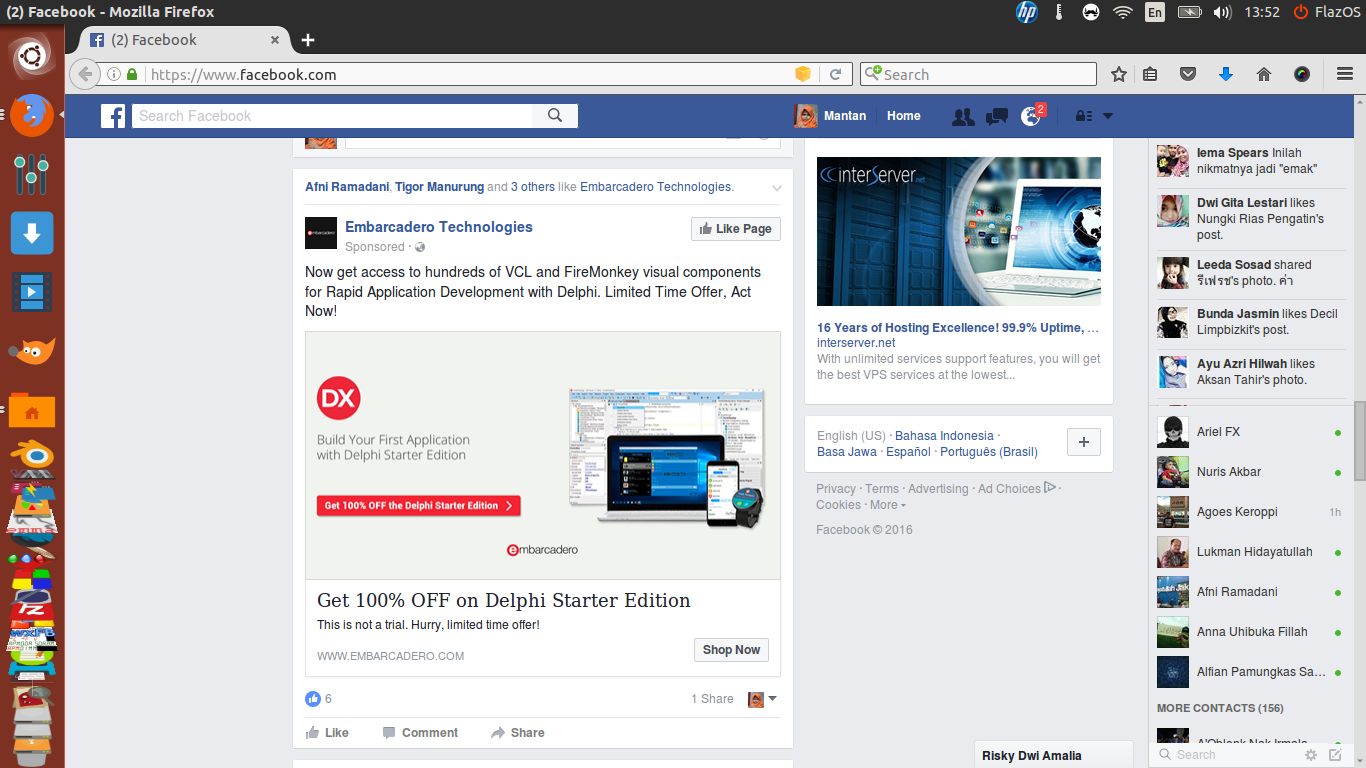 (2) Facebook - Mozilla Firefox
En
13:52
FlazOS
(2) Facebook
https://www.facebook.com
Search
Search Facebook
Mantan
Home
2
Afni Ramadani, Tigor Manurung and 3 others like Embarcadero Technologies.
Embarcadero Technologies
Like Page
Sponsored ·
Now get access to hundreds of VCL and FireMonkey visual components
for Rapid Application Development with Delphi. Limited Time Offer, Act
Now!
DX
Build Your First Application
with Delphi Starter Edition
Get 100% OFF the Delphi Starter Edition
embarcadero
Get 100% OFF on Delphi Starter Edition
This is not a trial. Hurry, limited time offer!
WWW.EMBARCADERO.COM
Shop Now
6
1 Share
Like
Comment
Share
interServer.net
16 Years of Hosting Excellence! 99.9% Uptime, ...
interserver.net
With unlimited services support features, you will get
the best VPS services at the lowest...
English (US) · Bahasa Indonesia ·
Basa Jawa · Español · Português (Brasil)
Privacy · Terms · Advertising · Ad Choices ·
Cookies · More
Facebook © 2016
Iema Spears Inilah
nikmatnya jadi "emak"
Dwi Gita Lestari likes
Nungki Rias Pengatin's
post.
Leeda Sosad shared
รีเฟรช's photo. ค่า
Bunda Jasmin likes Decil
Limpbizkit's post.
Ayu Azri Hilwah likes
Aksan Tahir's photo.
Ariel FX
Nuris Akbar
Agoes Keroppi
1h
Lukman Hidayatullah
Afni Ramadani
Anna Uhibuka Fillah
Alfian Pamungkas Sa...
MORE CONTACTS (156)
Search
Risky Dwi Amalia